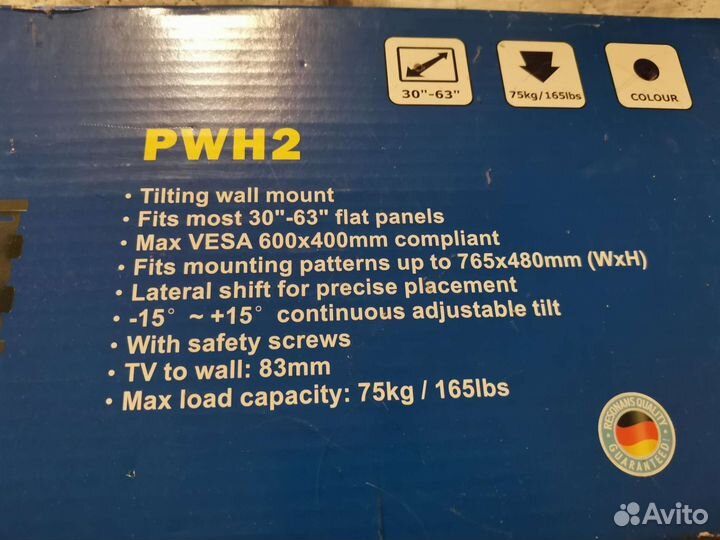 30"-63"
75kg/165lbs
COLOUR
PWH2
• Tilting wall mount
• Fits most 30"-63" flat panels
• Max VESA 600x400mm compliant
• Fits mounting patterns up to 765x480mm (WxH)
• Lateral shift for precise placement
• -15° ~ +15° continuous adjustable tilt
• With safety screws
• TV to wall: 83mm
• Max load capacity: 75kg / 165lbs
RESONANS QUALITY
GUARANTEED!
Avito